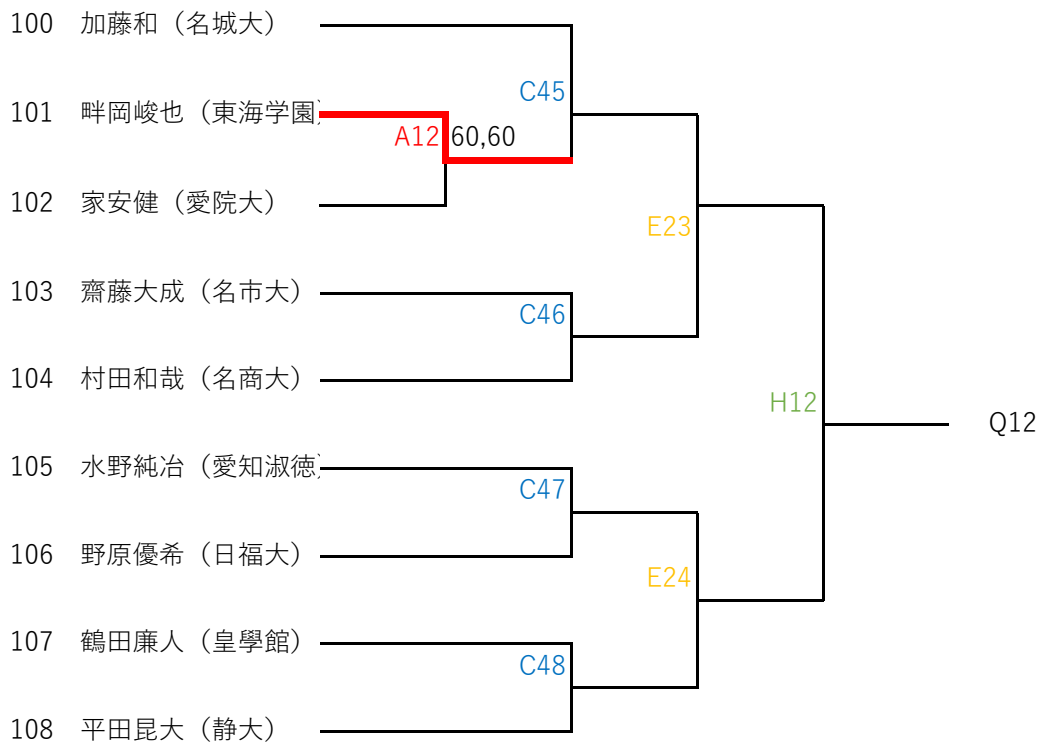 100 加藤和（名城大）
C45
101 畔岡峻也（東海学園）
A12 60,60
102 家安健（愛院大）
E23
103 齋藤大成（名市大）
C46
104 村田和哉（名商大）
H12
Q12
105 水野純冶（愛知淑徳）
C47
106 野原優希（日福大）
E24
107 鶴田廉人（皇學館）
C48
108 平田昆大（静大）